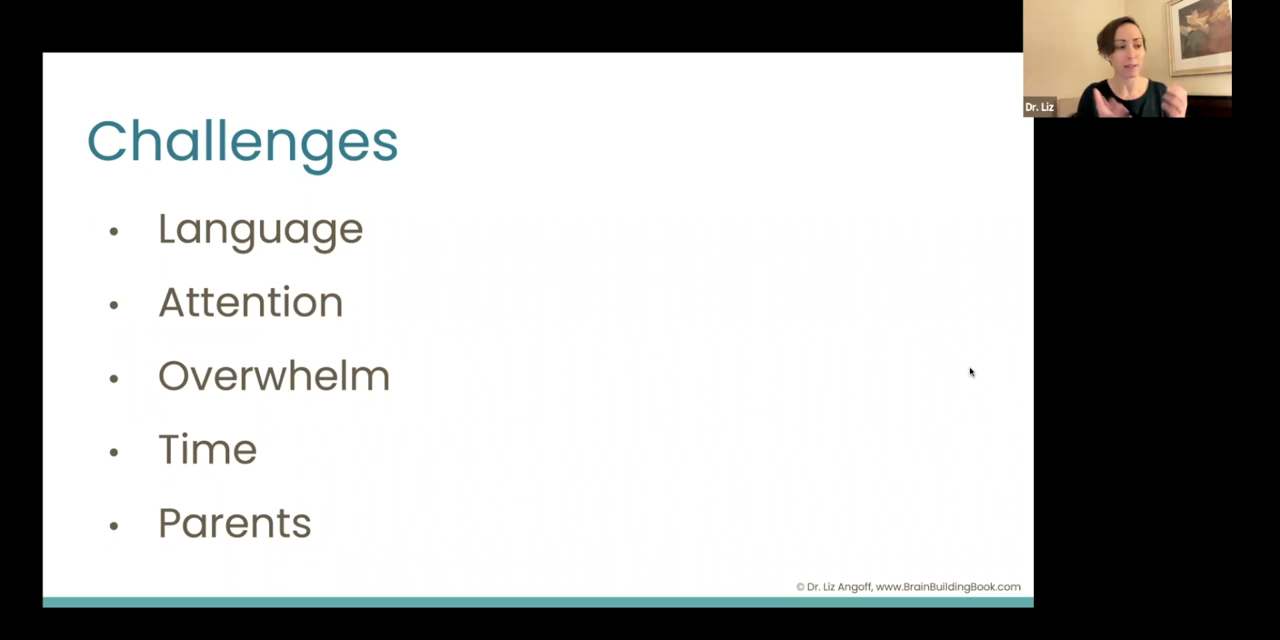 Challenges
• Language
• Attention
• Overwhelm
• Time
• Parents
© Dr. Liz Angoff, www.BrainBuildingBook.com
Dr. Liz